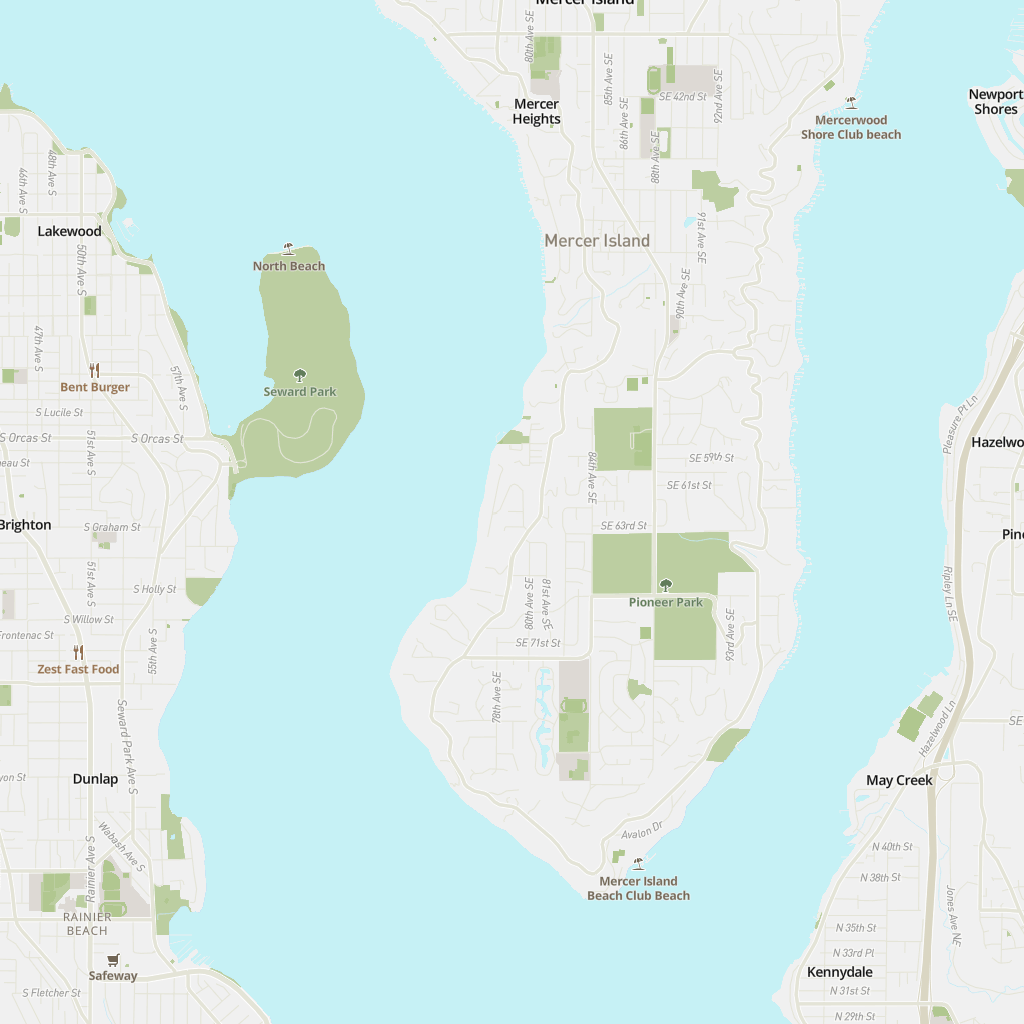 Mercer Island
80th Ave SE
85th Ave SE
86th Ave SE
88th Ave SE
92nd Ave SE
SE 42nd St
Mercer
Heights
Mercerwood
Shore Club beach
Newport
Shores
48th Ave S
46th Ave S
Lakewood
50th Ave S
47th Ave S
North Beach
Mercer Island
91st Ave SE
90th Ave SE
Bent Burger
57th Ave S
Seward Park
S Lucile St
S Orcas St
S Orcas St
51st Ave S
Pleasure Pt Ln
84th Ave SE
SE 59th St
SE 61st St
SE 63rd St
Brighton
S Graham St
51st Ave S
S Holly St
S Willow St
Frontenac St
55th Ave S
Zest Fast Food
80th Ave SE
81st Ave SE
Pioneer Park
93rd Ave SE
SE 71st St
78th Ave SE
Ripley Ln SE
Hazelwood Ln
SE
Seward Park Ave S
Dunlap
May Creek
Wabash Ave S
Rainier Ave S
Avalon Dr
Mercer Island
Beach Club Beach
N 40th St
N 38th St
Jones Ave NE
RAINIER
BEACH
N 35th St
N 33rd Pl
Safeway
Kennydale
S Fletcher St
N 31st St
N 29th St